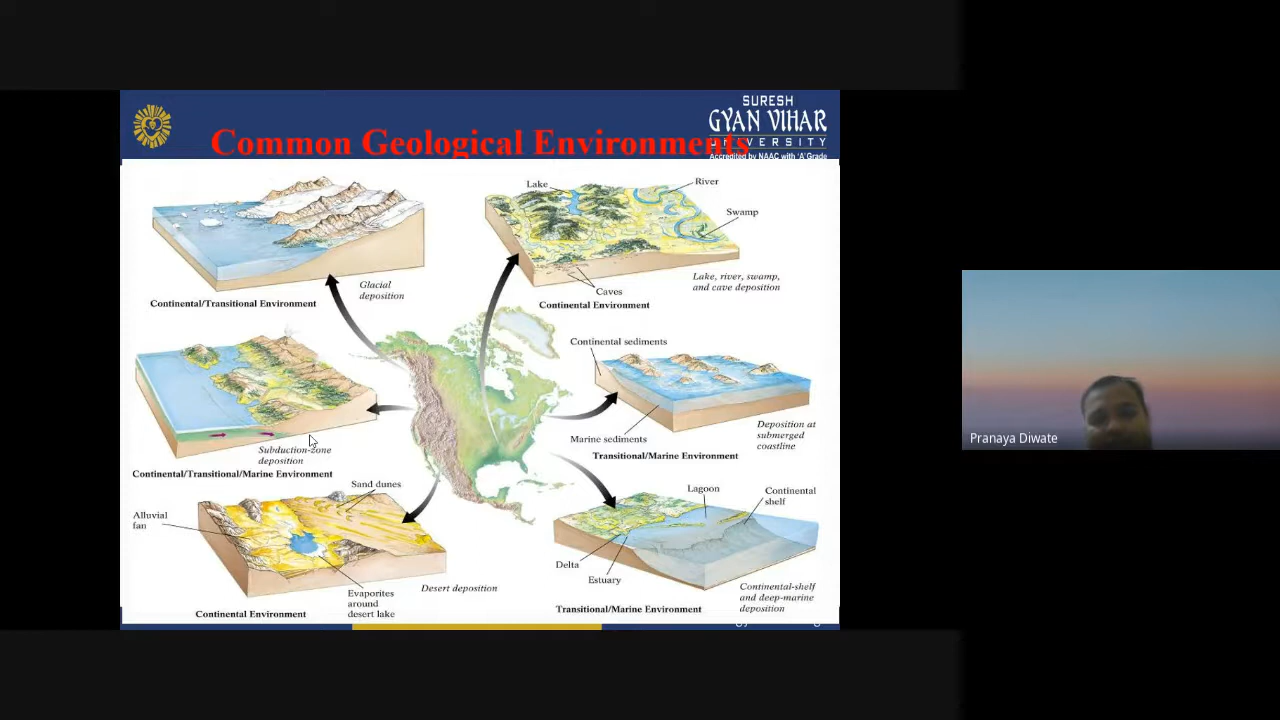 SURESH
GYAN VIHAR
UNIVERSITY
Accredited by NAAC with 'A' Grade
Common Geological Environments
Lake
River
Swamp
Caves
Lake, river, swamp,
and cave deposition
Continental Environment
Glacial
deposition
Continental/Transitional Environment
Continental sediments
Marine sediments
Deposition at
submerged
coastline
Transitional/Marine Environment
Subduction-zone
deposition
Continental/Transitional/Marine Environment
Sand dunes
Alluvial
fan
Evaporites
around
desert lake
Desert deposition
Continental Environment
Lagoon
Continental
shelf
Delta
Estuary
Continental-shelf
and deep-marine
deposition
Transitional/Marine Environment
Pranaya Diwate